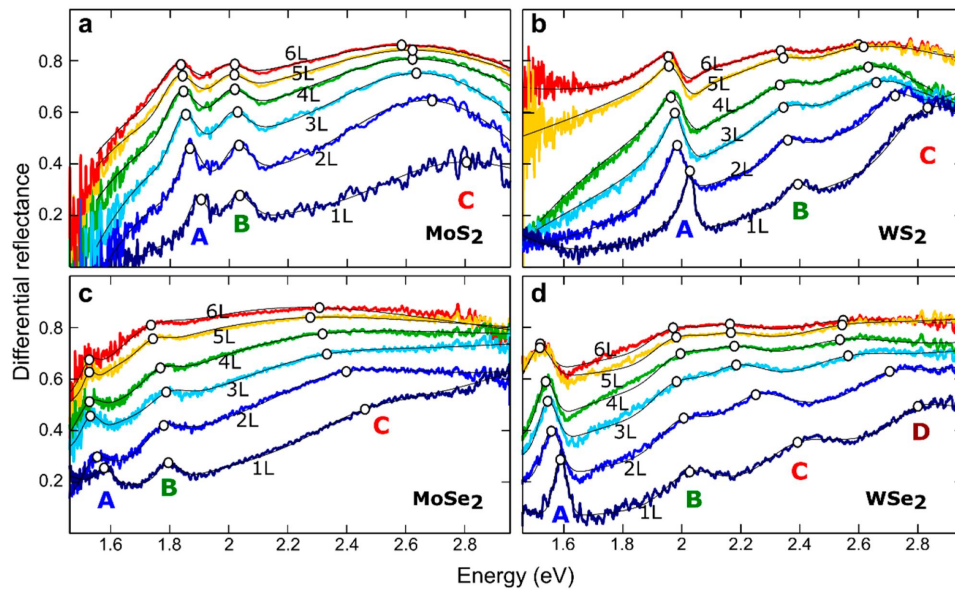 Differential reflectance
a
0.8
0.6
0.4
0.2
6L
5L
4L
3L
2L
1L
A
B
C
MoS2
b
6L
5L
4L
3L
2L
1L
A
B
C
WS2
c
0.8
0.6
0.4
0.2
6L
5L
4L
3L
2L
1L
A
B
C
MoSe2
1.6 1.8 2 2.2 2.4 2.6 2.8
d
6L
5L
4L
3L
2L
1L
A
B
C
D
WSe2
1.6 2 2.2 2.4 2.6 2.8
Energy (eV)